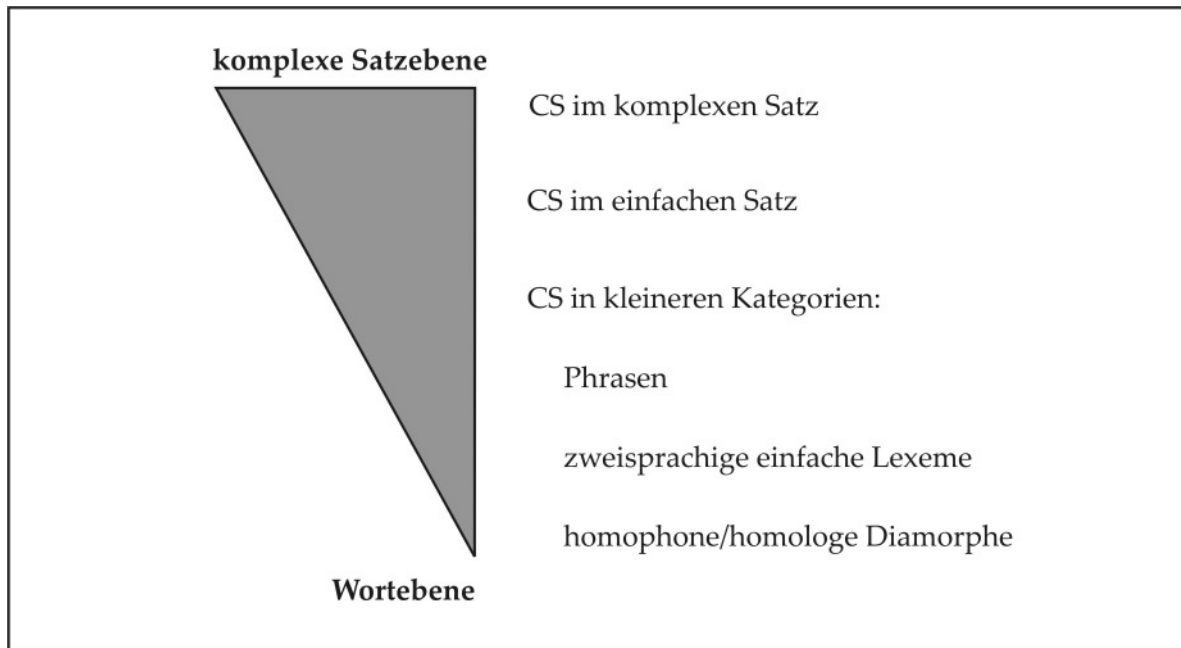 komplexe Satzebene
CS im komplexen Satz
CS im einfachen Satz
CS in kleineren Kategorien:
Phrasen
zweisprachige einfache Lexeme
homophone/homologe Diamorphe
Wortebene